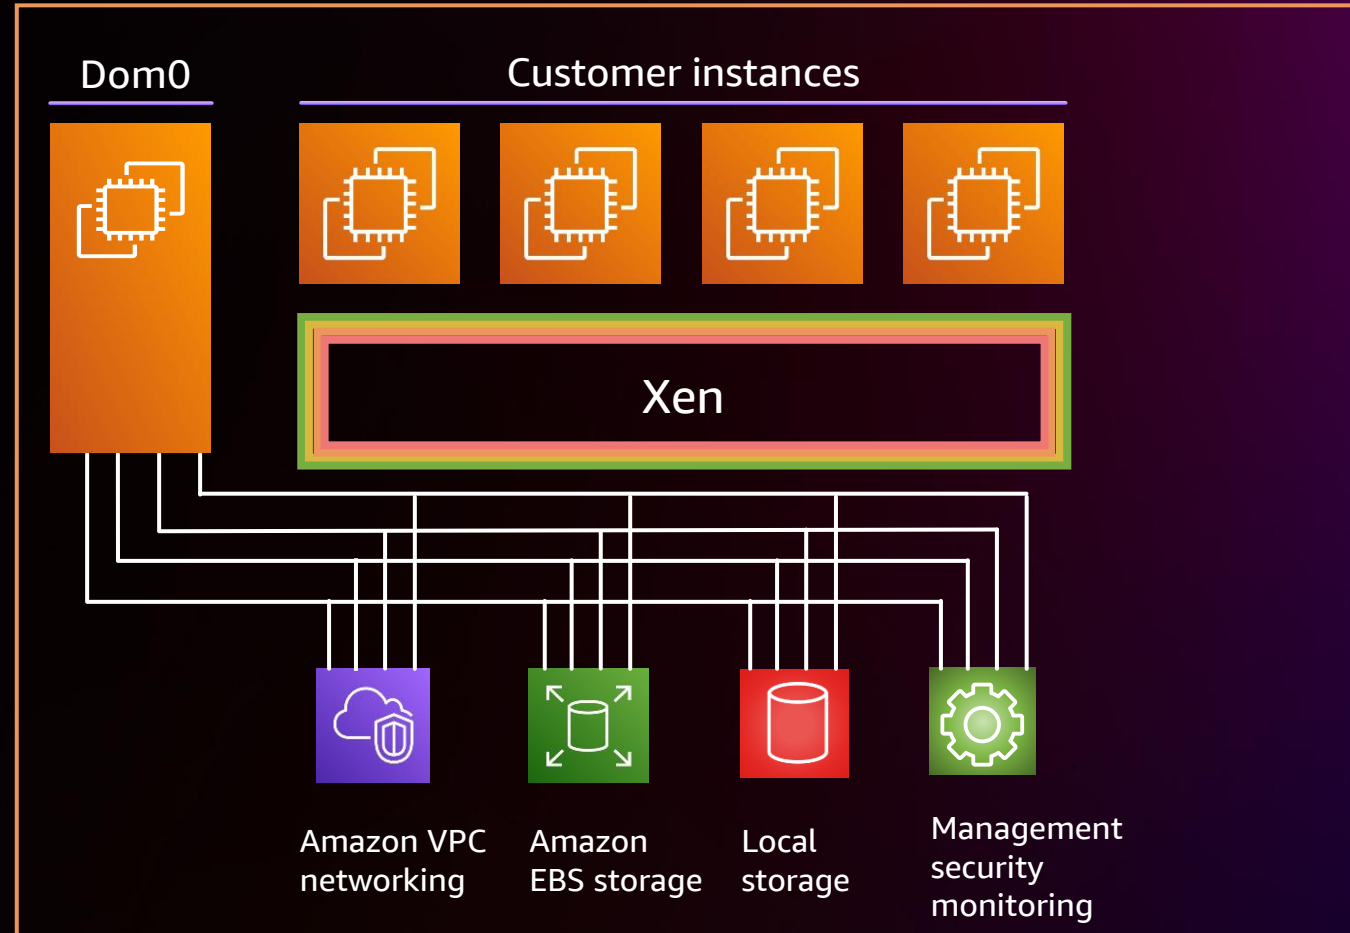 Dom0
Customer instances
Xen
Amazon VPC
networking
Amazon
EBS storage
Local
storage
Management
security
monitoring